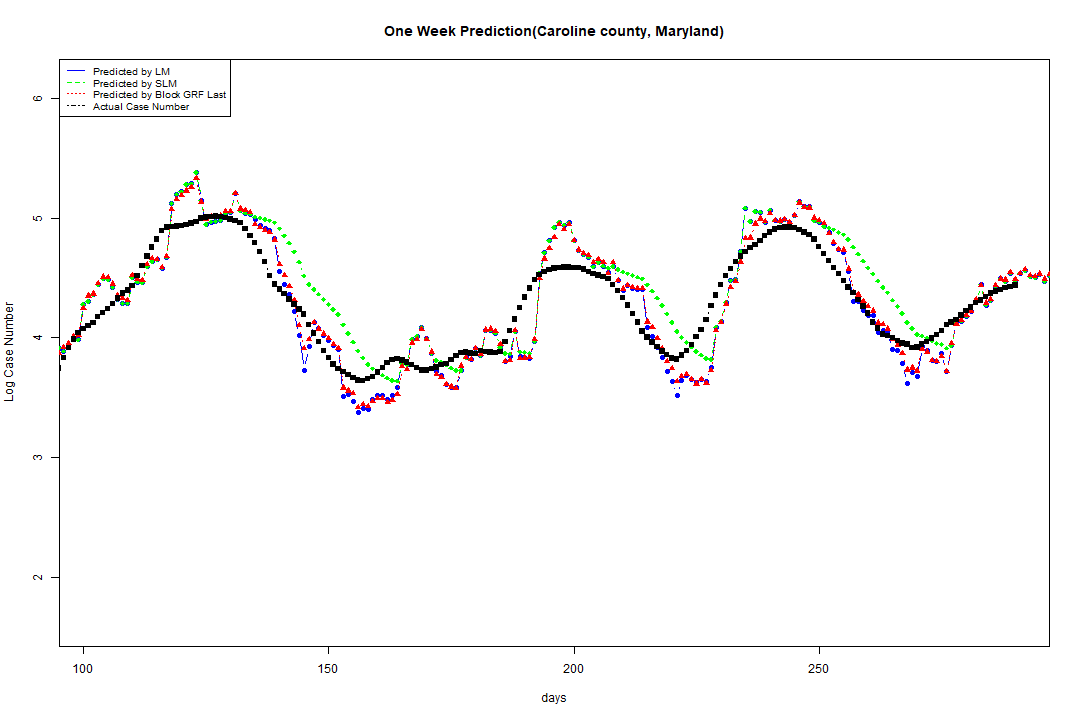 One Week Prediction(Caroline county, Maryland)
Predicted by LM
Predicted by SLM
Predicted by Block GRF Last
Actual Case Number
6
5
4
3
2
Log Case Number
100 150 200 250
days